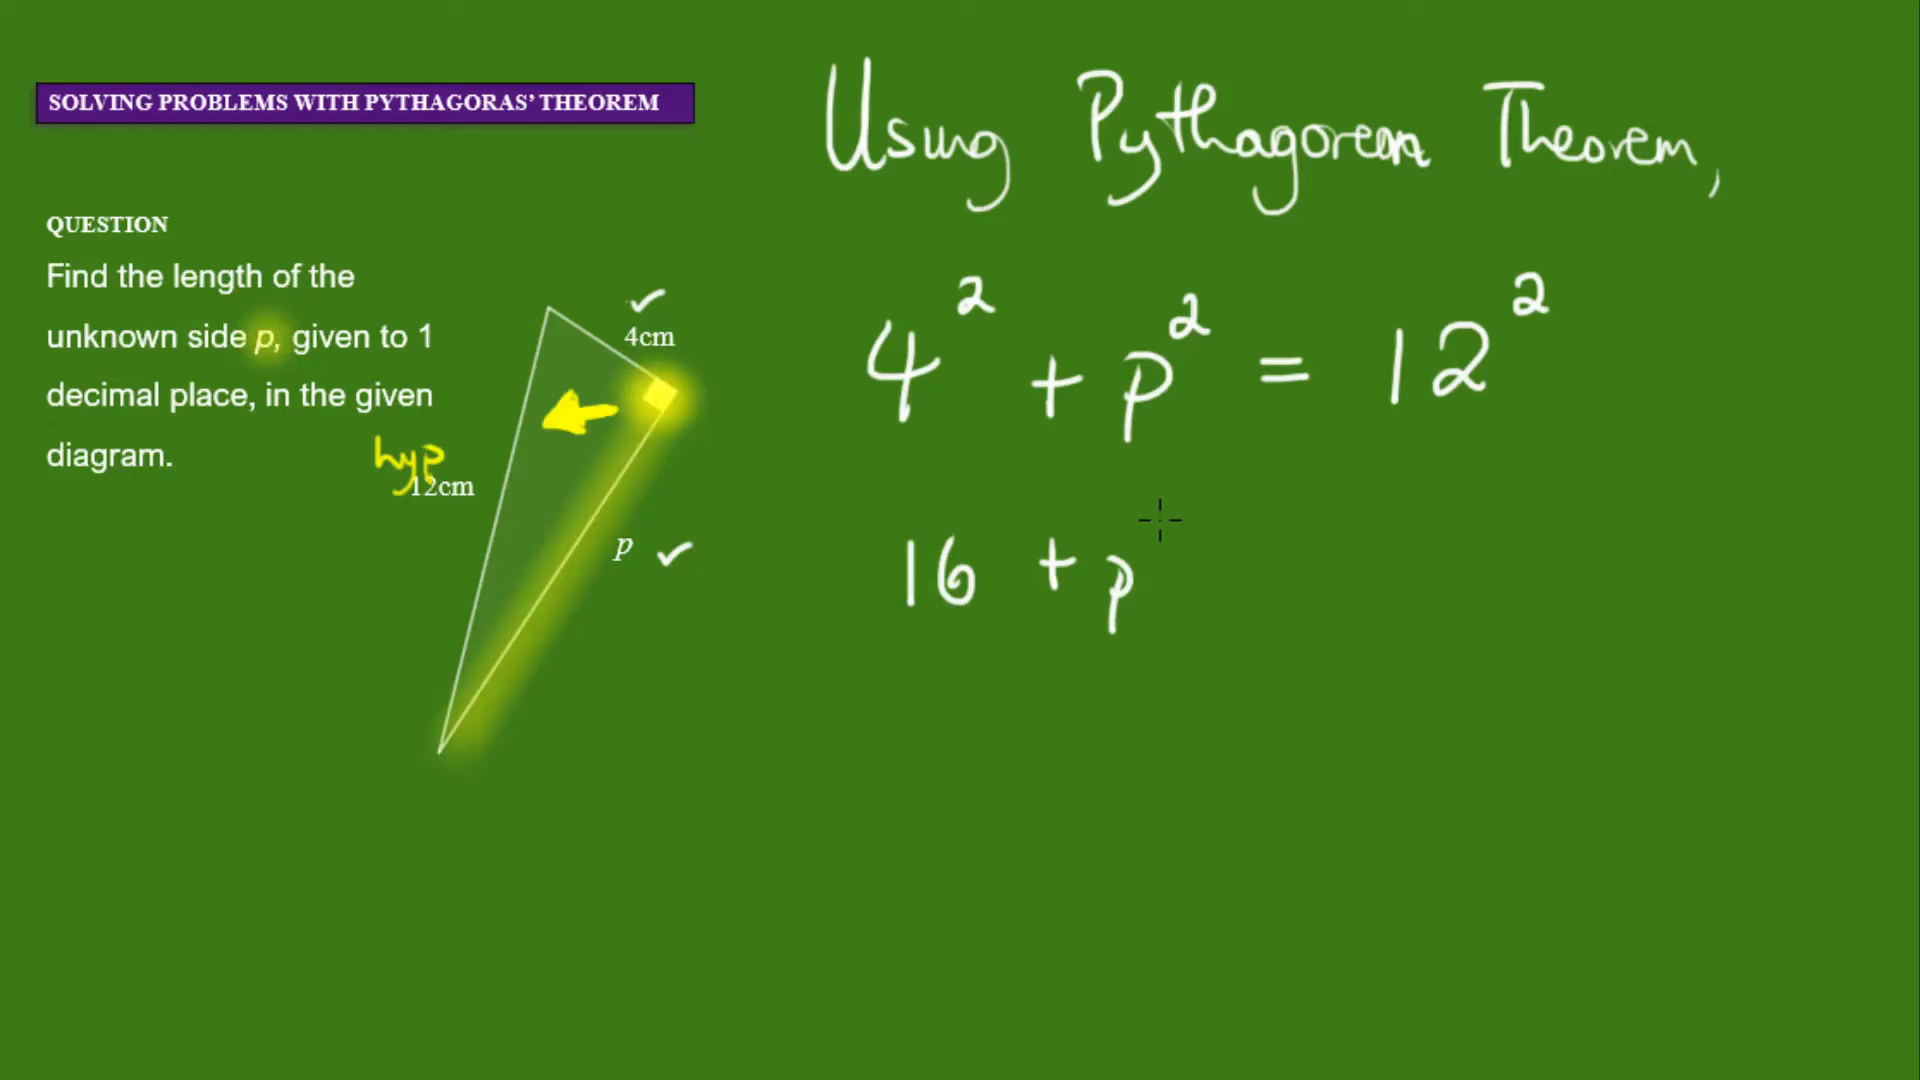 SOLVING PROBLEMS WITH PYTHAGORAS’ THEOREM
QUESTION
Find the length of the
unknown side p, given to 1
decimal place, in the given
diagram.
hyp
12cm
4cm
p
Using Pythagorean Theorem,
4² + p² = 12²
16 + p